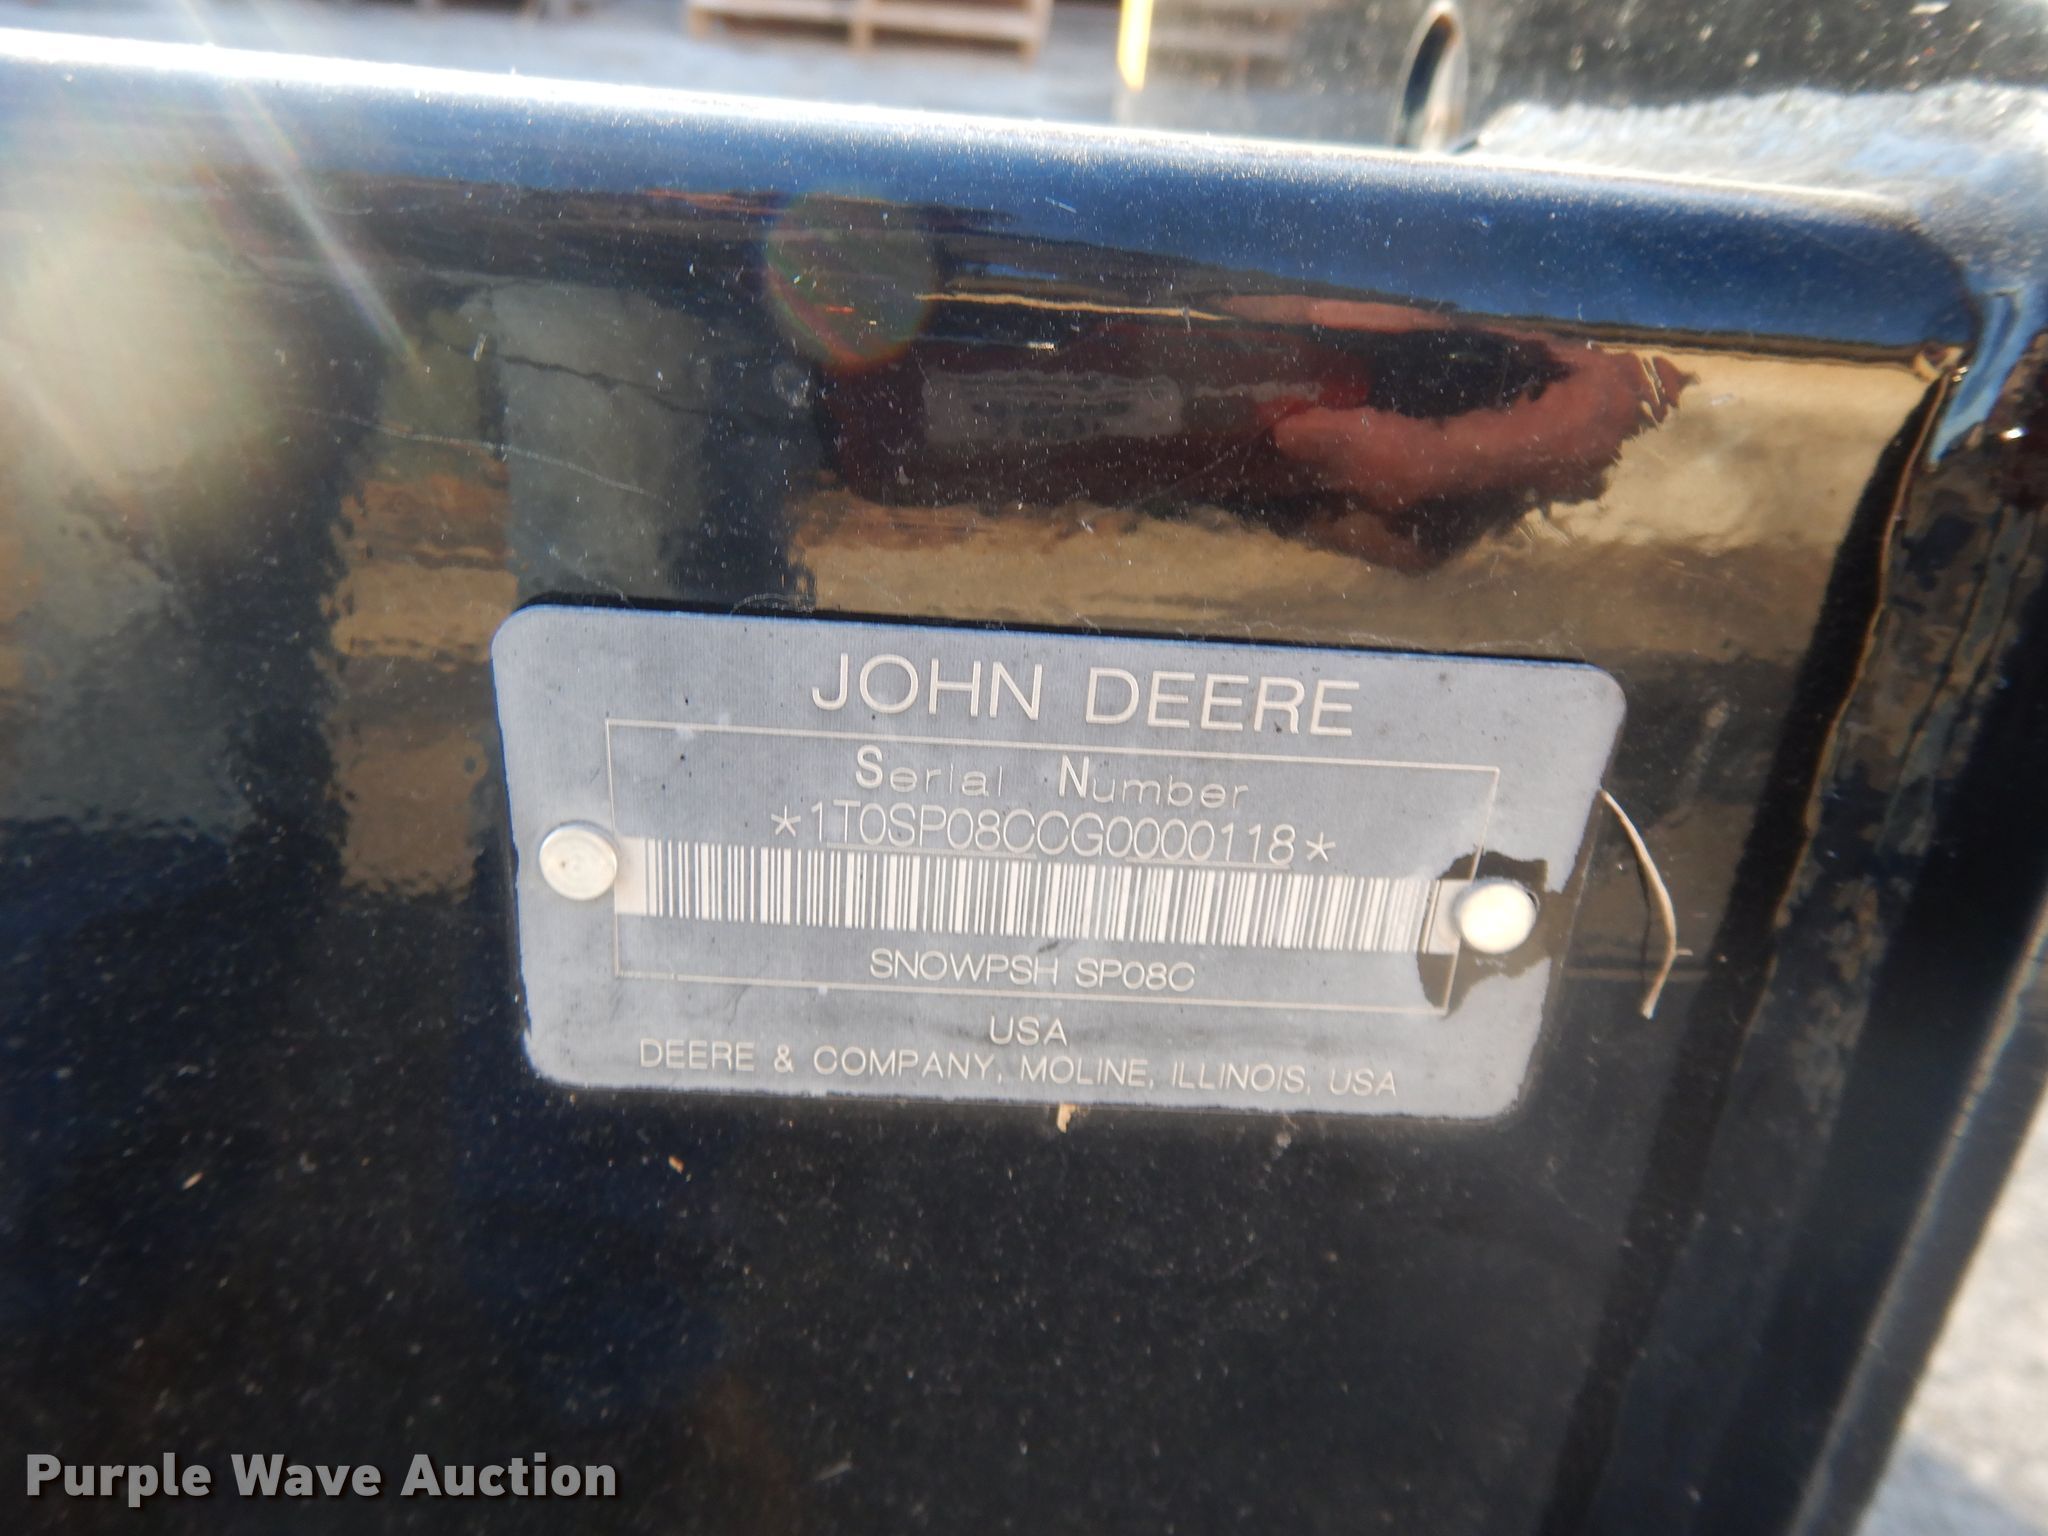 JOHN DEERE
Serial Number
*1T0SP08CCG0000118*
SNOWPSH SP08C
USA
DEERE & COMPANY, MOLINE, ILLINOIS, USA
Purple Wave Auction